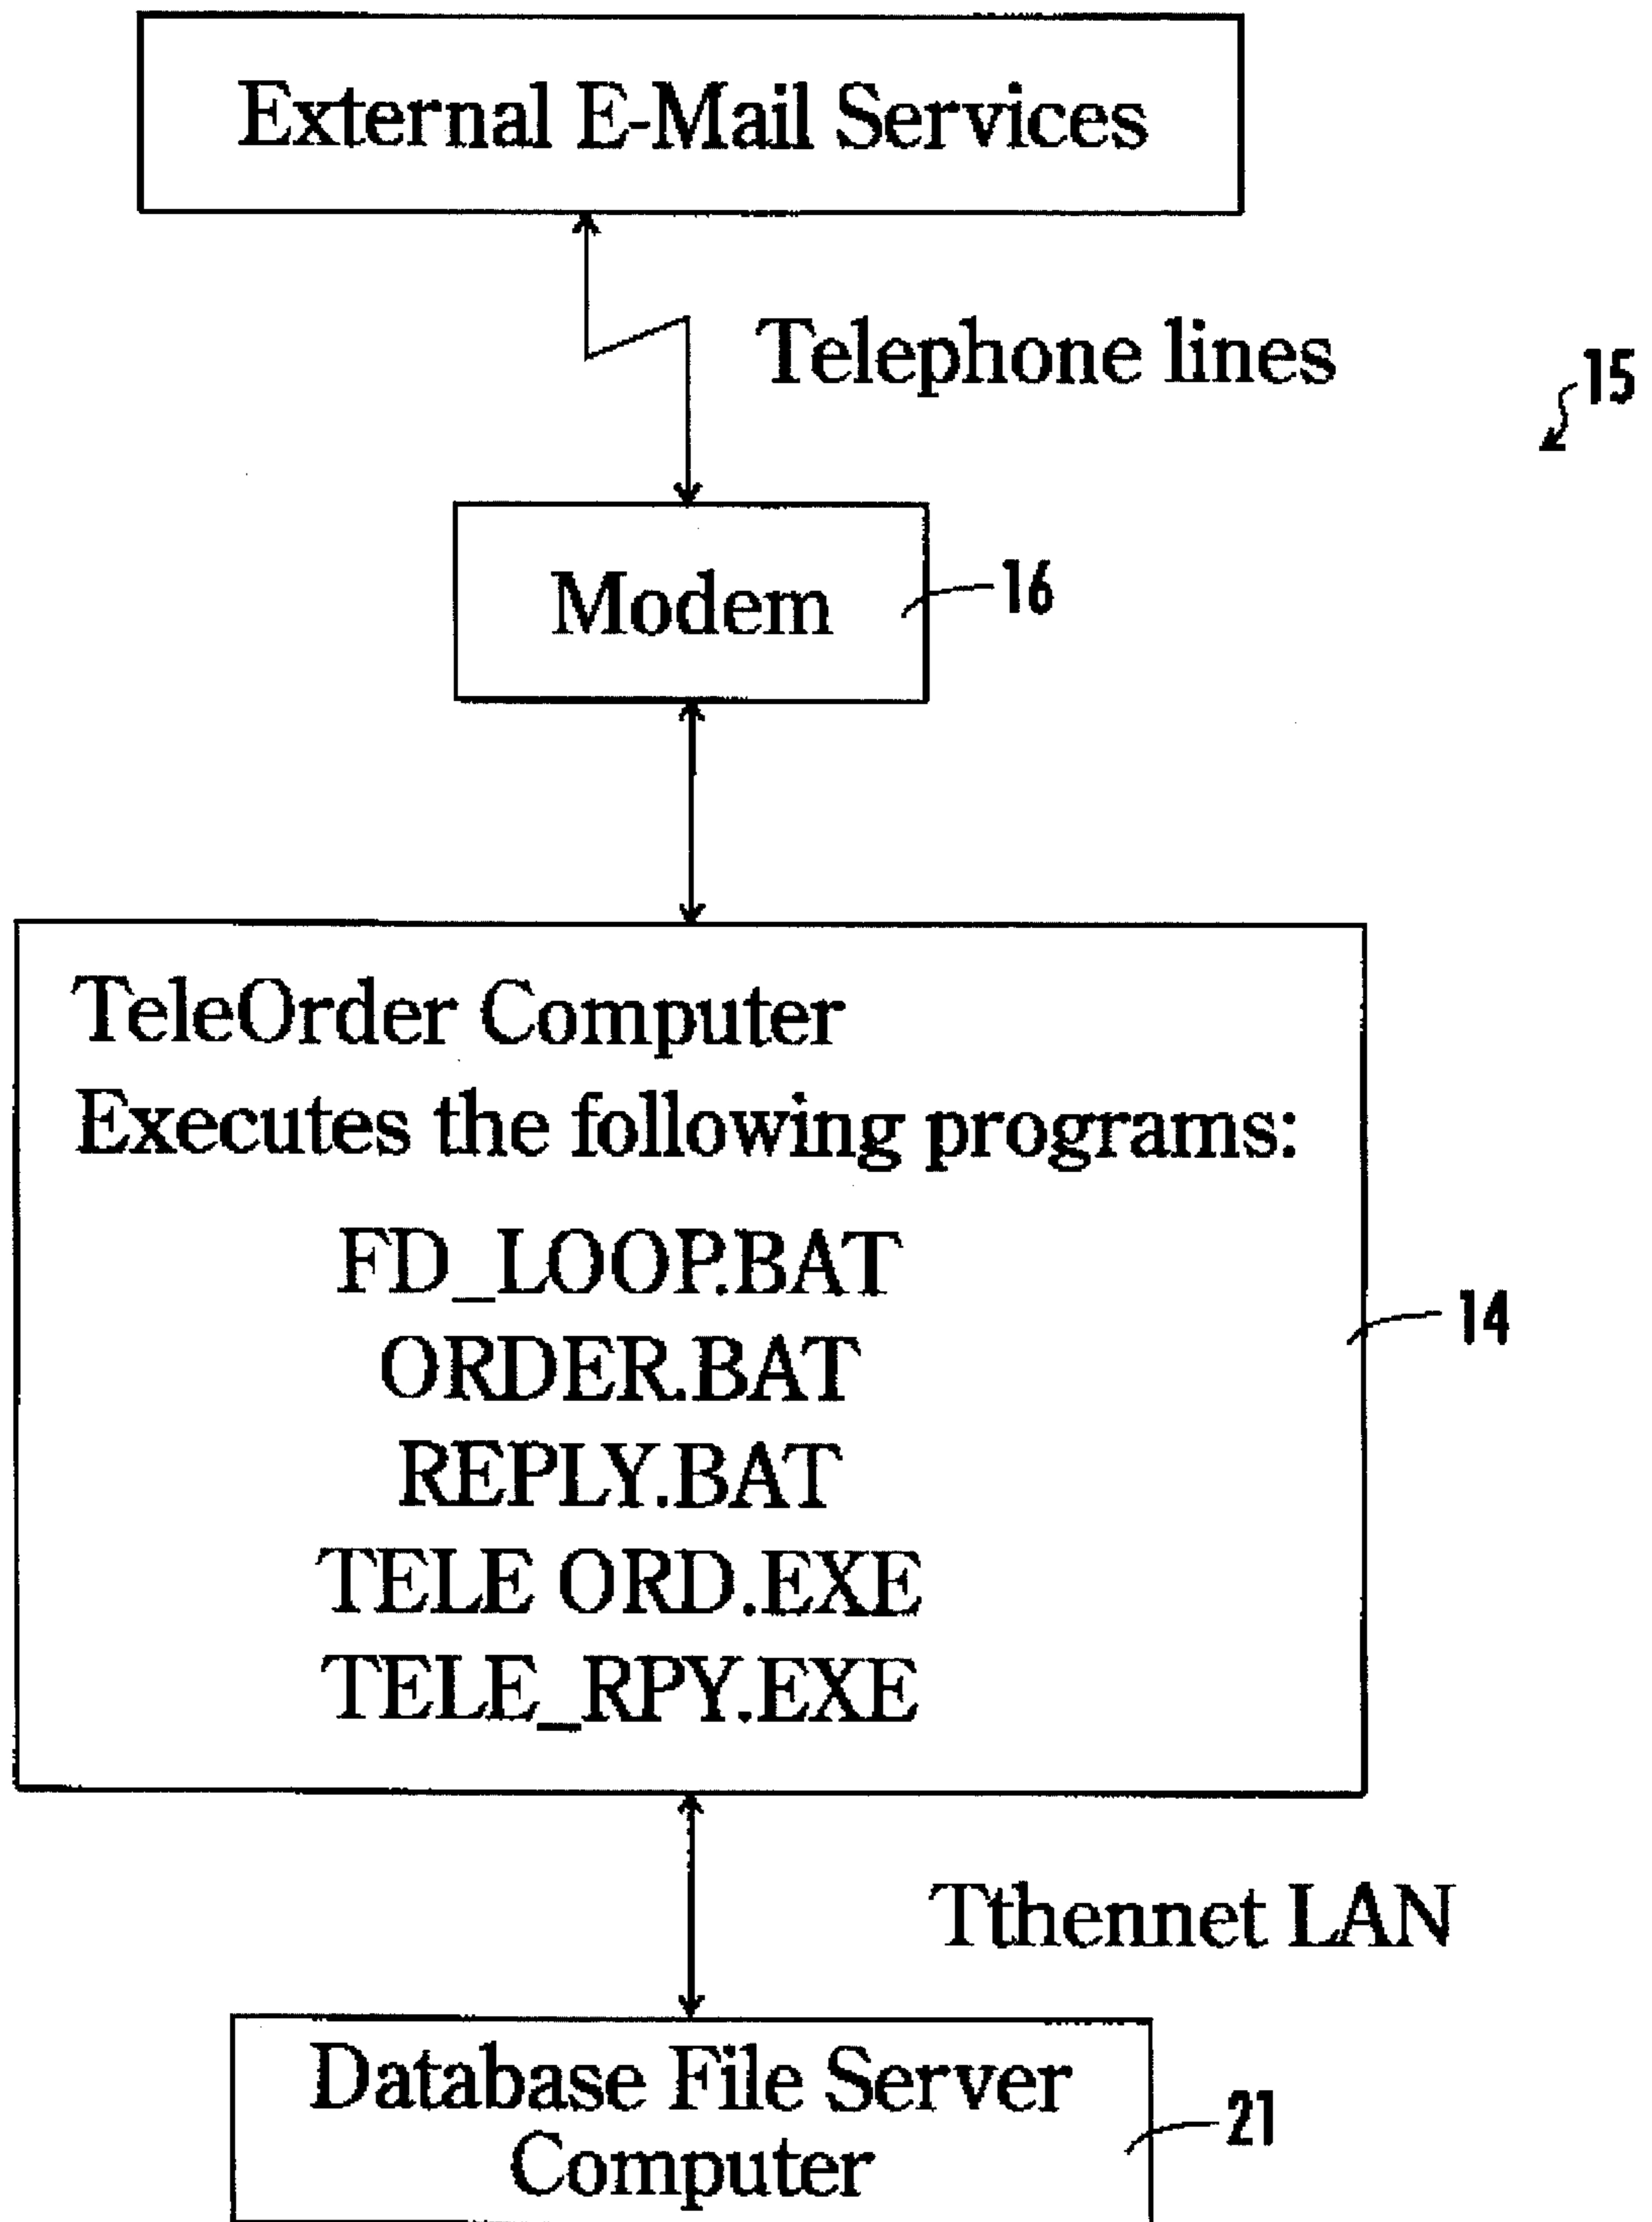 External E-Mail Services
Telephone lines
15
Modem
16
TeleOrder Computer
Executes the following programs:
FD_LOOP.BAT
ORDER.BAT
REPLY.BAT
TELE ORD.EXE
TELE_RPY.EXE
14
Tthennet LAN
Database File Server
Computer
21